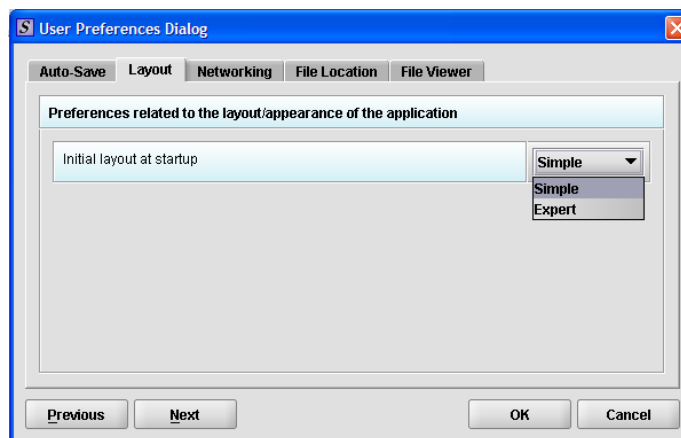 S User Preferences Dialog
Auto-Save Layout Networking File Location File Viewer
Preferences related to the layout/appearance of the application
Initial layout at startup Simple
Simple
Expert
Previous Next OK Cancel